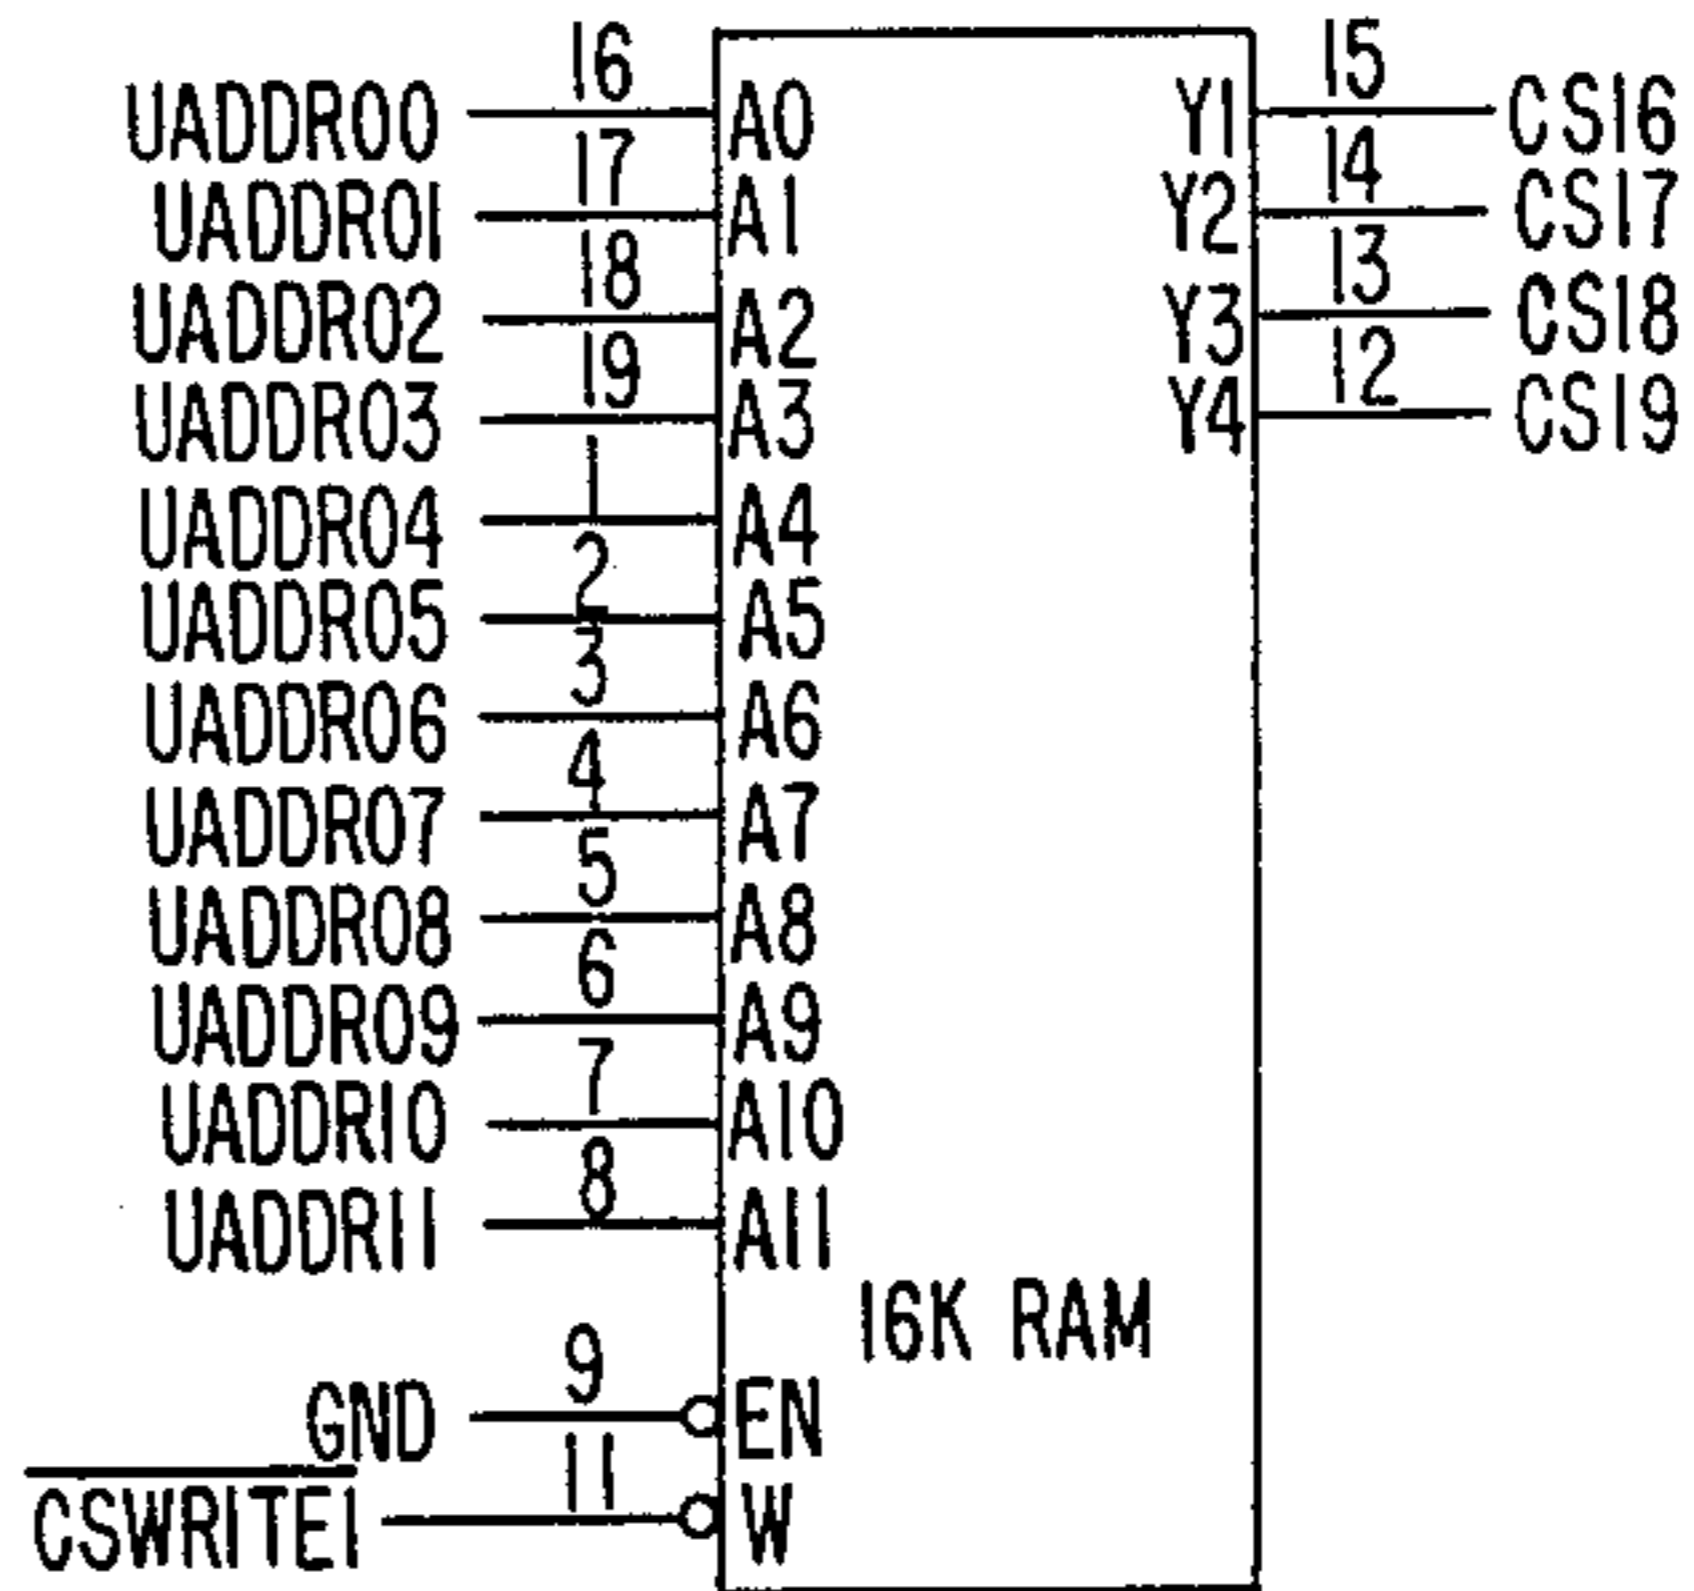 16 15
UADDR00 A0 Y1 CS16
17 14
UADDR01 A1 Y2 CS17
18 13
UADDR02 A2 Y3 CS18
19 12
UADDR03 A3 Y4 CS19
1
UADDR04 A4
2
UADDR05 A5
3
UADDR06 A6
4
UADDR07 A7
5
UADDR08 A8
6
UADDR09 A9
7
UADDR10 A10
8
UADDR11 A11
16K RAM
9
GND EN
11
CSWRITE1 W